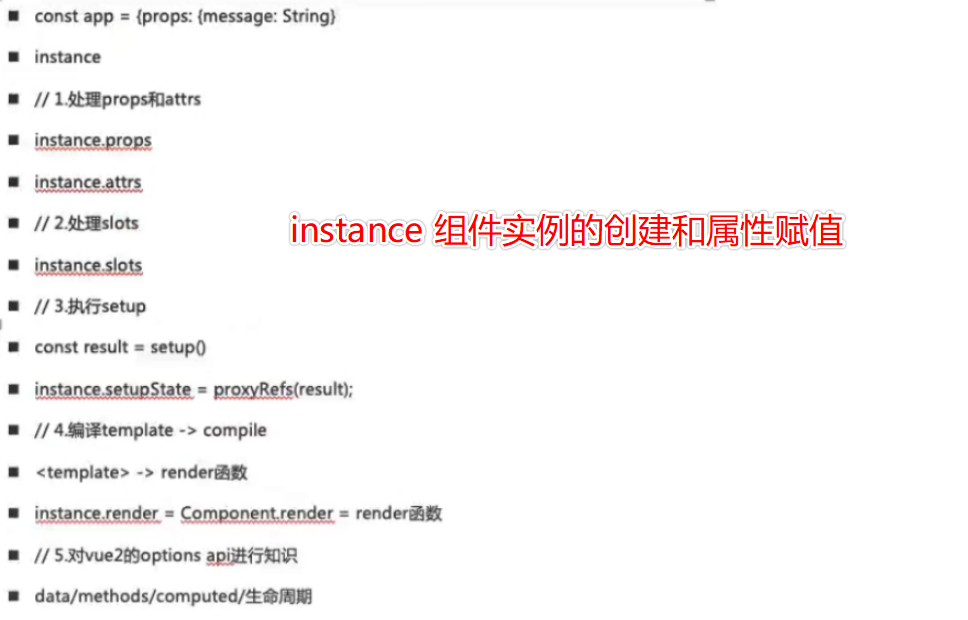 const app = {props: {message: String}
instance
// 1.处理props和attrs
instance.props
instance.attrs
// 2.处理slots
instance 组件实例的创建和属性赋值
instance.slots
// 3.执行setup
const result = setup()
instance.setupState = proxyRefs(result);
// 4.编译template -> compile
<template> -> render函数
instance.render = Component.render = render函数
// 5.对vue2的options api进行知识
data/methods/computed/生命周期